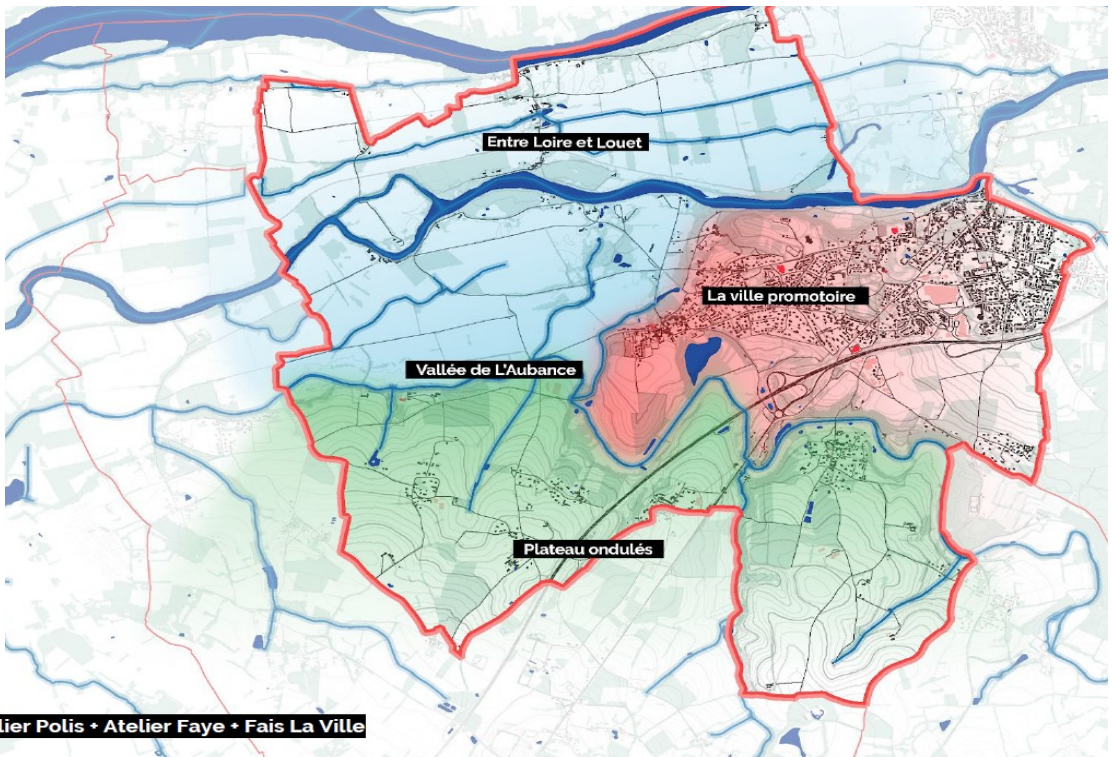 Entre Loire et Louet
La ville promotoire
Vallée de L'Aubance
Plateau ondulés
lier Polis + Atelier Faye + Fais La Ville